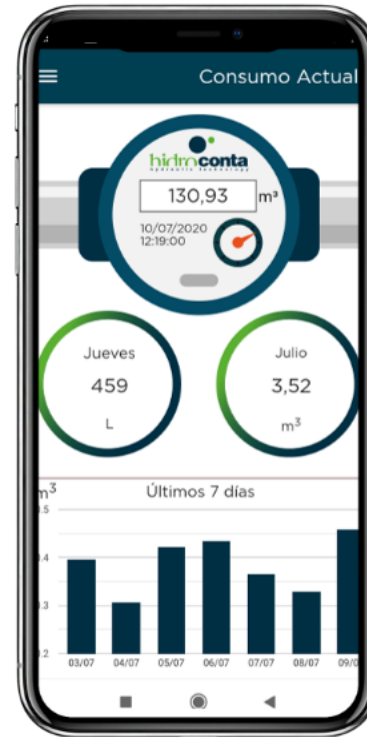 Consumo Actual
hidroconta
hydraulic technology
130,93 m³
10/07/2020
12:19:00
Jueves
459
L
Julio
3,52
m³
m³
Últimos 7 días
.5
.4
.3
.2
03/07 04/07 05/07 06/07 07/07 08/07 09/0